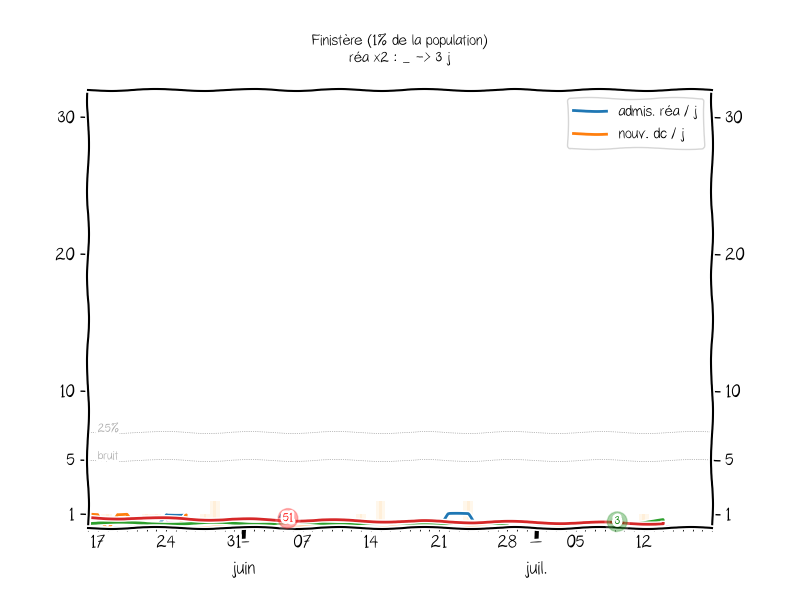 Finistère (1% de la population)
réa x2 : _ -> 3 j
admis. réa / j
nouv. dc / j
30
30
20
20
10
10
25%
5
bruit
5
1
51
3
1
17 24 31 07 14 21 28 05 12
juin juil.